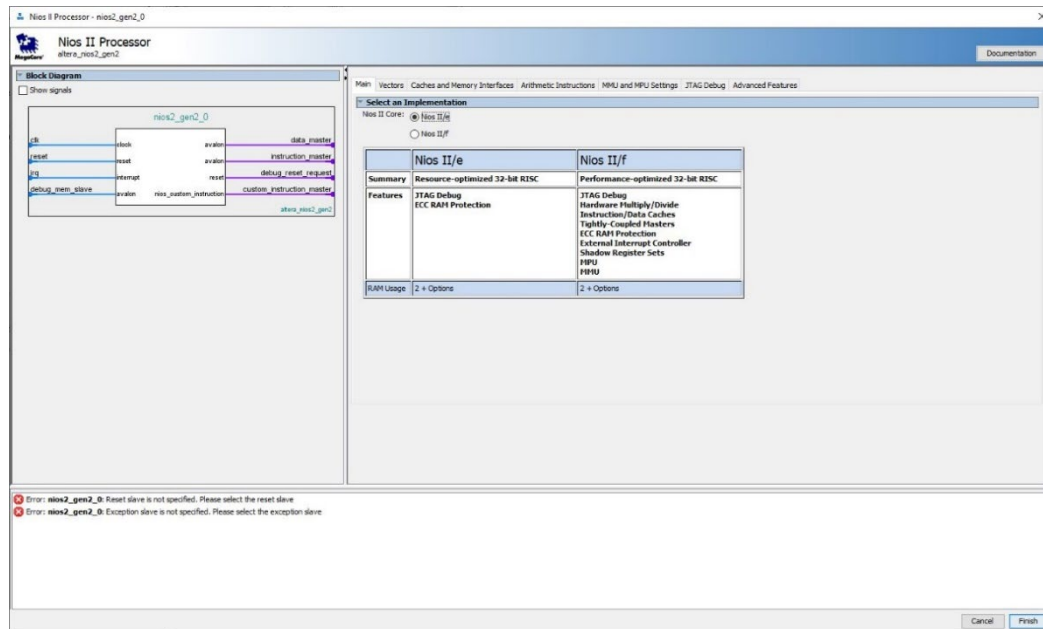 Nios II Processor - nios2_gen2_0
Nios II Processor
altera_nios2_gen2
MegaCore
Documentation
Block Diagram
Show signals
nios2_gen2_0
clk
clock
avalon
data_master
reset
reset
avalon
instruction_master
irq
interrupt
reset
debug_reset_request
debug_mem_slave
avalon
nios_custom_instruction
custom_instruction_master
altera_nios2_gen2
Main Vectors Caches and Memory Interfaces Arithmetic Instructions MMU and MPU Settings JTAG Debug Advanced Features
Select an Implementation
Nios II Core: Nios II/e
Nios II/f
Nios II/e Nios II/f
Summary Resource-optimized 32-bit RISC Performance-optimized 32-bit RISC
Features JTAG Debug JTAG Debug
ECC RAM Protection Hardware Multiply/Divide
Instruction/Data Caches
Tightly-Coupled Masters
ECC RAM Protection
External Interrupt Controller
Shadow Register Sets
MPU
MMU
RAM Usage 2 + Options 2 + Options
Error: nios2_gen2_0: Reset slave is not specified. Please select the reset slave
Error: nios2_gen2_0: Exception slave is not specified. Please select the exception slave
Cancel Finish